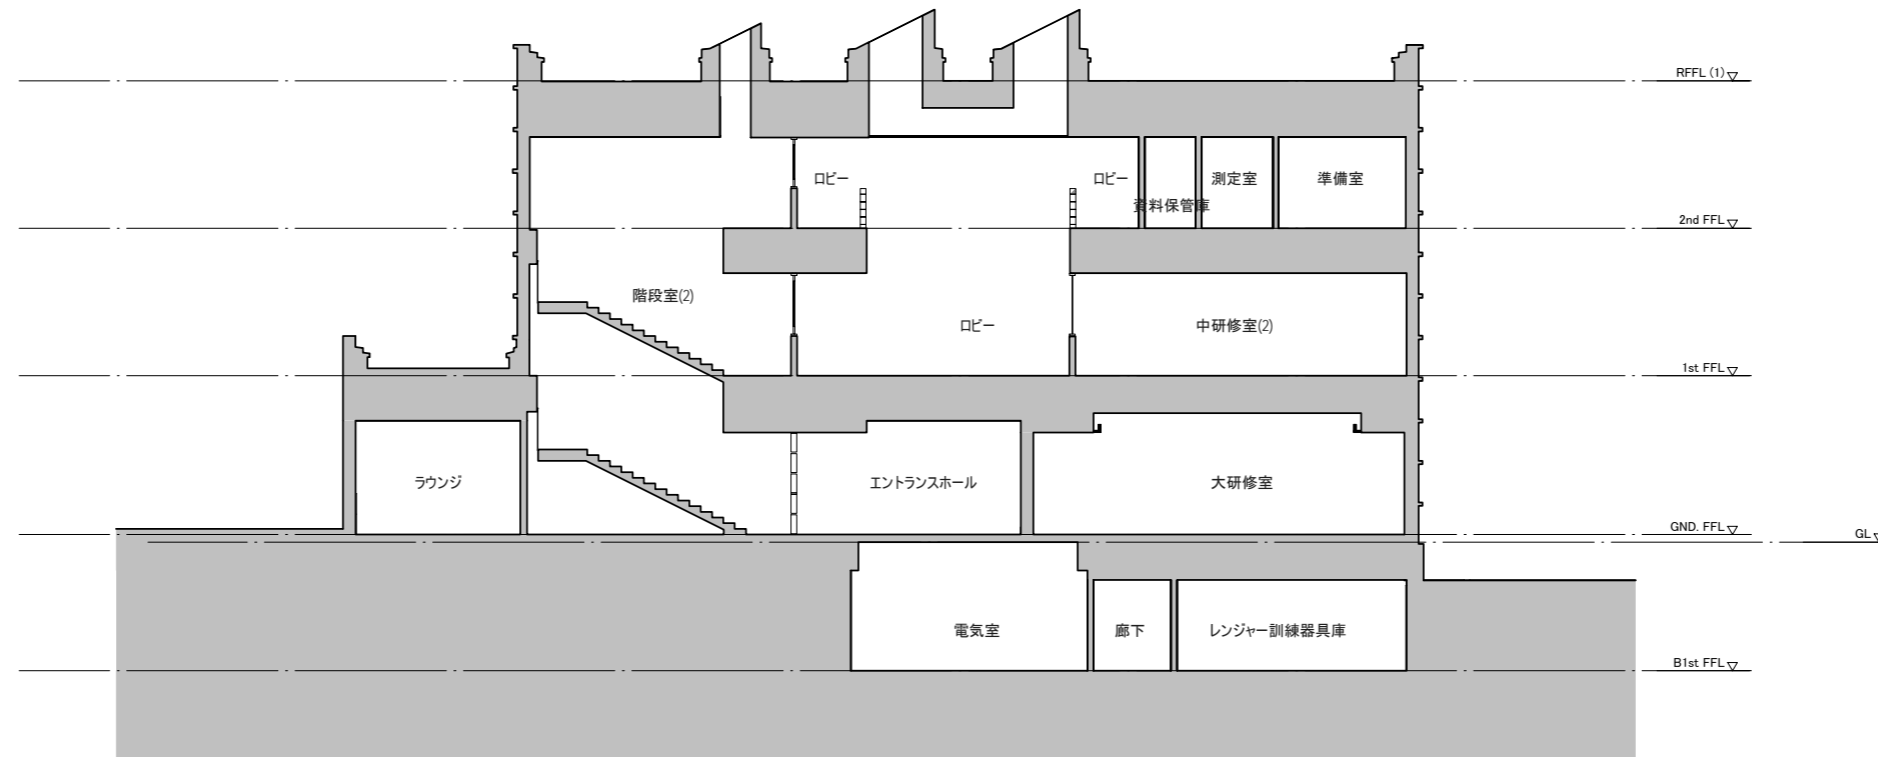 RFFL (1)
ロビー
ロビー
資料保管庫
測定室
準備室
2nd FFL
階段室(2)
ロビー
中研修室(2)
1st FFL
ラウンジ
エントランスホール
大研修室
GND. FFL
GL
電気室
廊下
レンジャー訓練器具庫
B1st FFL